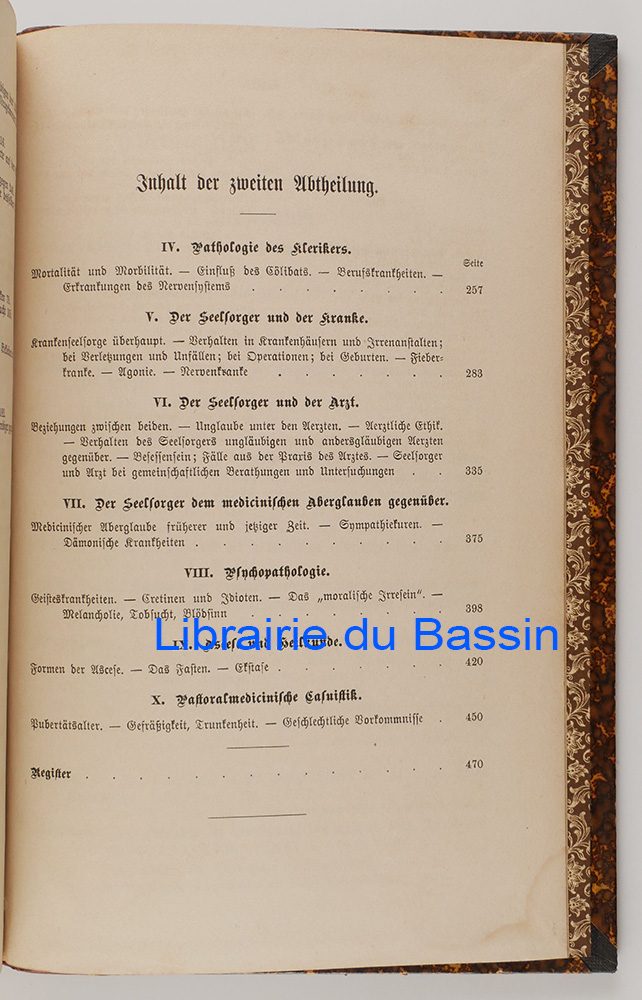 Inhalt der zweiten Abtheilung.
IV. Pathologie des Klerikers.
Seite
Mortalität und Morbilität. — Einfluß des Cölibats. — Berufskrankheiten. —
Erkrankungen des Nervensystems . . . . . . . 257
V. Der Seelsorger und der Kranke.
Krankenseelsorge überhaupt. — Verhalten in Krankenhäusern und Irrenanstalten;
bei Verletzungen und Unfällen; bei Operationen; bei Geburten. — Fieber-
kranke. — Agonie. — Nervenkranke . . . . . . 283
VI. Der Seelsorger und der Arzt.
Beziehungen zwischen beiden. — Unglaube unter den Aerzten. — Aerztliche Ethik.
— Verhalten des Seelsorgers ungläubigen und andersgläubigen Aerzten
gegenüber. — Besessensein; Fälle aus der Praxis des Arztes. — Seelsorger
und Arzt bei gemeinschaftlichen Berathungen und Untersuchungen . . 335
VII. Der Seelsorger dem medicinischen Aberglauben gegenüber.
Medicinischer Aberglaube früherer und jetziger Zeit. — Sympathiekuren. —
Dämonische Krankheiten . . . . . . . . . 375
VIII. Psychopathologie.
Geisteskrankheiten. — Cretinen und Idioten. — Das „moralische Irresein“. —
Melancholie, Tobsucht, Blödsinn . . . . . . . 398
Librairie du Bassin
IX. Ascese und Heilkunde.
Formen der Ascese. — Das Fasten. — Ekstase . . . . . . 420
X. Pastoralmedicinische Casuistik.
Pubertätsalter. — Gefräßigkeit, Trunkenheit. — Geschlechtliche Vorkommnisse . 450
Register . . . . . . . . . . . . 470